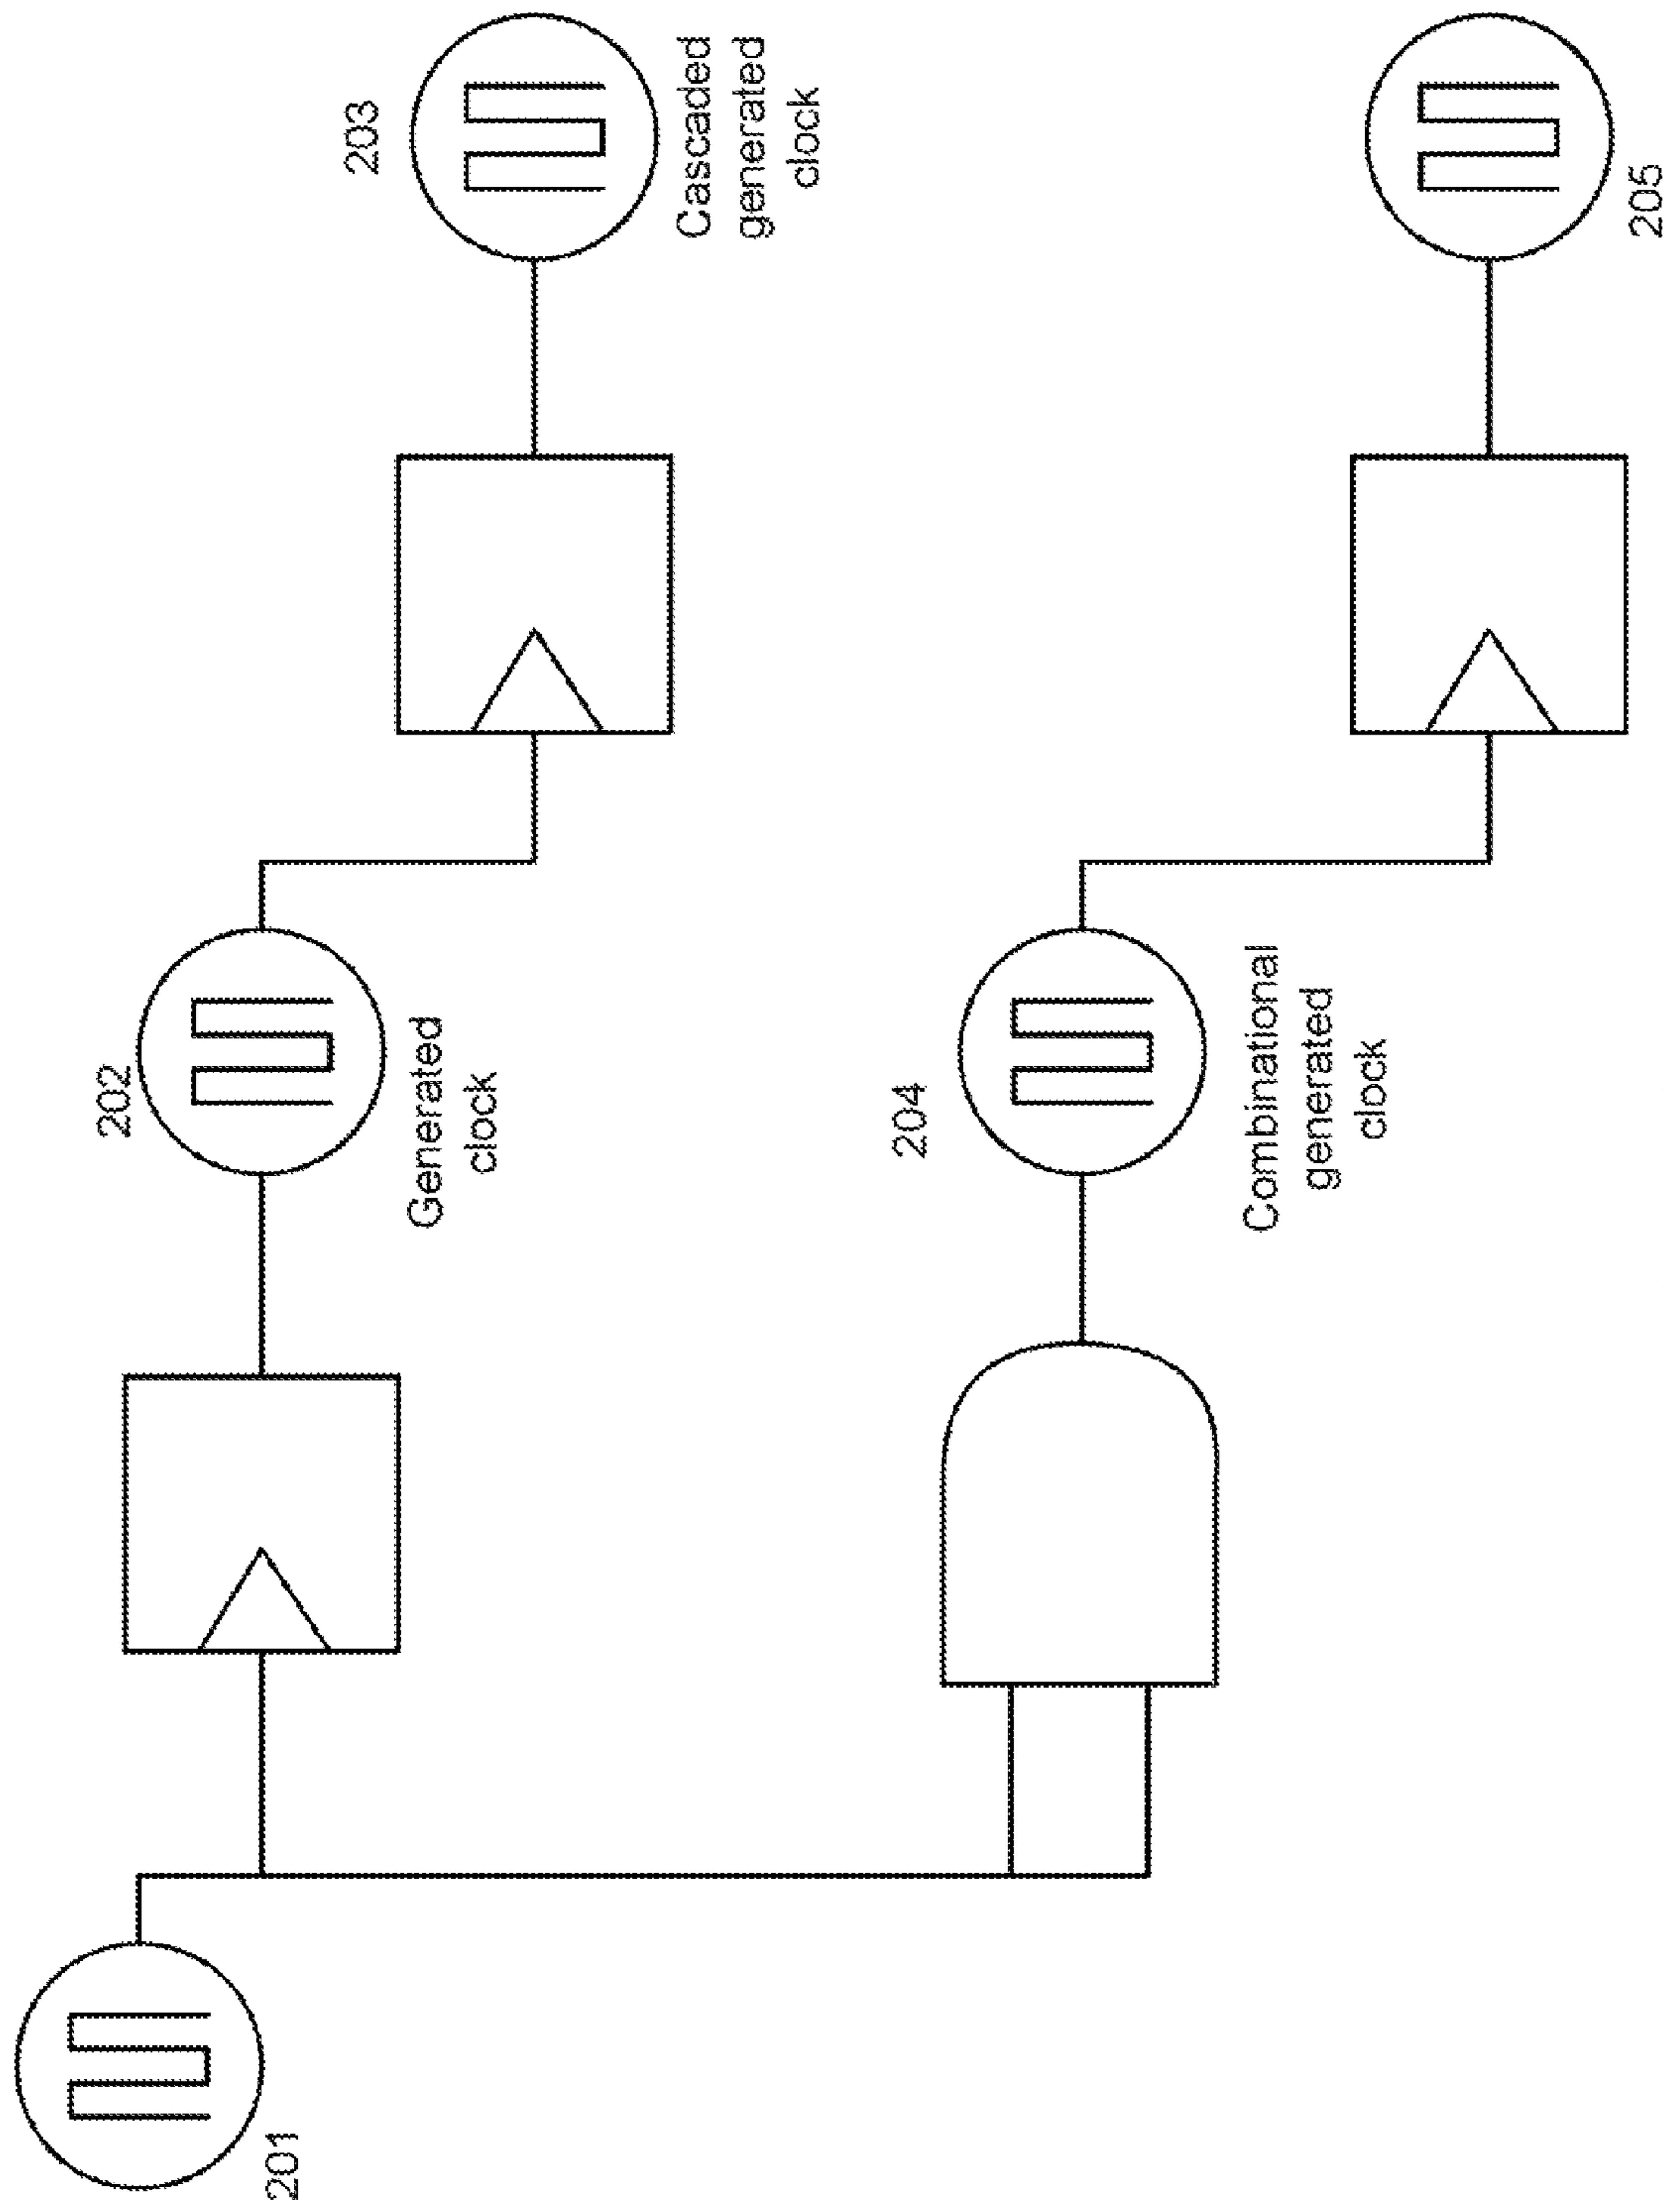 201
202
Generated
clock
203
Cascaded
generated
clock
204
Combinational
generated
clock
205